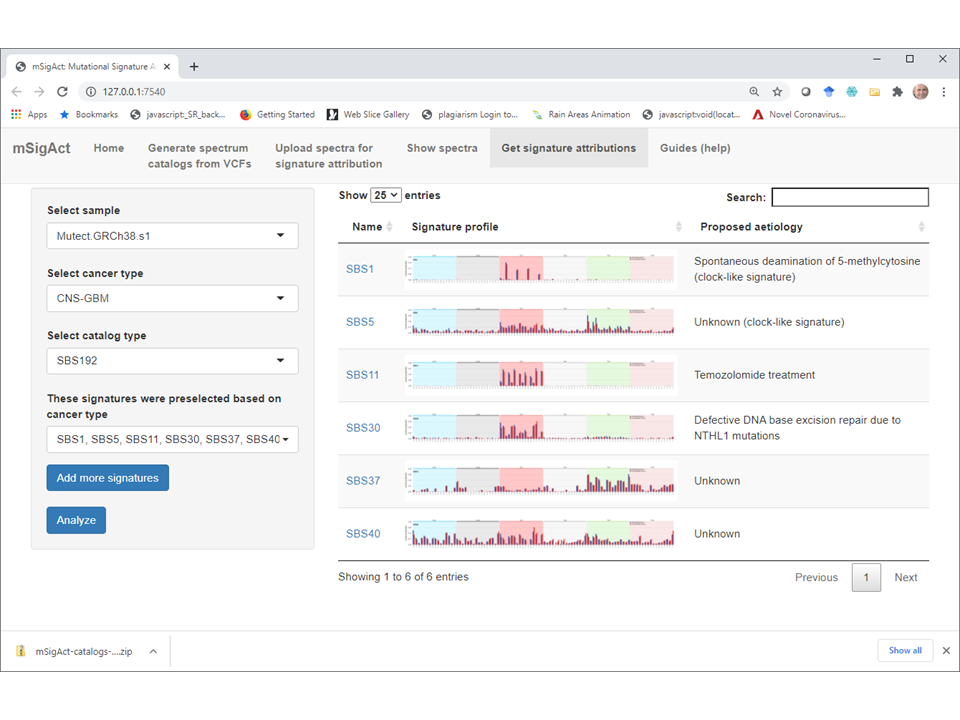 mSigAct: Mutational Signature A
127.0.0.1:7540
Apps
Bookmarks
javascript:_SR_back...
Getting Started
Web Slice Gallery
plagiarism Login to...
Rain Areas Animation
javascript:void(locat...
Novel Coronavirus...
mSigAct
Home
Generate spectrum
catalogs from VCFs
Upload spectra for
signature attribution
Show spectra
Get signature attributions
Guides (help)
Select sample
Mutect.GRCh38.s1
Select cancer type
CNS-GBM
Select catalog type
SBS192
These signatures were preselected based on
cancer type
SBS1, SBS5, SBS11, SBS30, SBS37, SBS40
Add more signatures
Analyze
Show 25 entries
Search:
Name
Signature profile
Proposed aetiology
SBS1
Spontaneous deamination of 5-methylcytosine
(clock-like signature)
SBS5
Unknown (clock-like signature)
SBS11
Temozolomide treatment
SBS30
Defective DNA base excision repair due to
NTHL1 mutations
SBS37
Unknown
SBS40
Unknown
Showing 1 to 6 of 6 entries
Previous
1
Next
mSigAct-catalogs-....zip
Show all